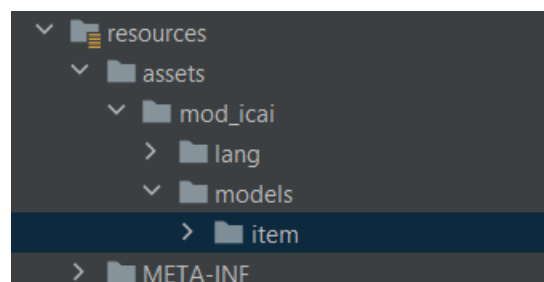 resources
assets
mod_icai
lang
models
item
META-INF